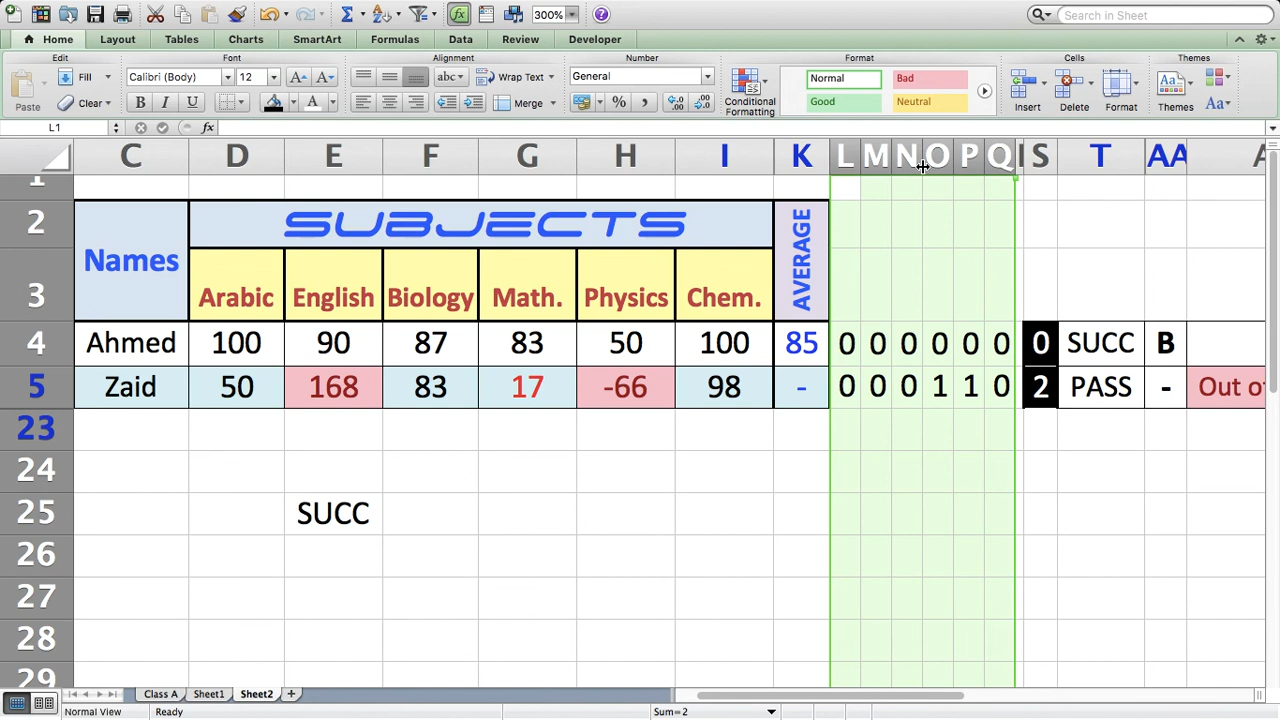 300%
Search in Sheet
Home Layout Tables Charts SmartArt Formulas Data Review Developer
Edit Font Alignment Number Format Cells Themes
Fill Calibri (Body) 12 abc Wrap Text General Normal Bad
Paste Clear B I U A Merge % , Conditional Formatting Good Neutral Insert Delete Format Themes Aa
L1 fx
C D E F G H I K L M N O P Q S T AA
1
2 SUBJECTS AVERAGE
Names
3 Arabic English Biology Math. Physics Chem.
4 Ahmed 100 90 87 83 50 100 85 0 0 0 0 0 0 0 SUCC B
5 Zaid 50 168 83 17 -66 98 - 0 0 0 1 1 0 2 PASS - Out
23
24
25 SUCC
26
27
28
29
Class A Sheet1 Sheet2
Normal View Ready Sum=2